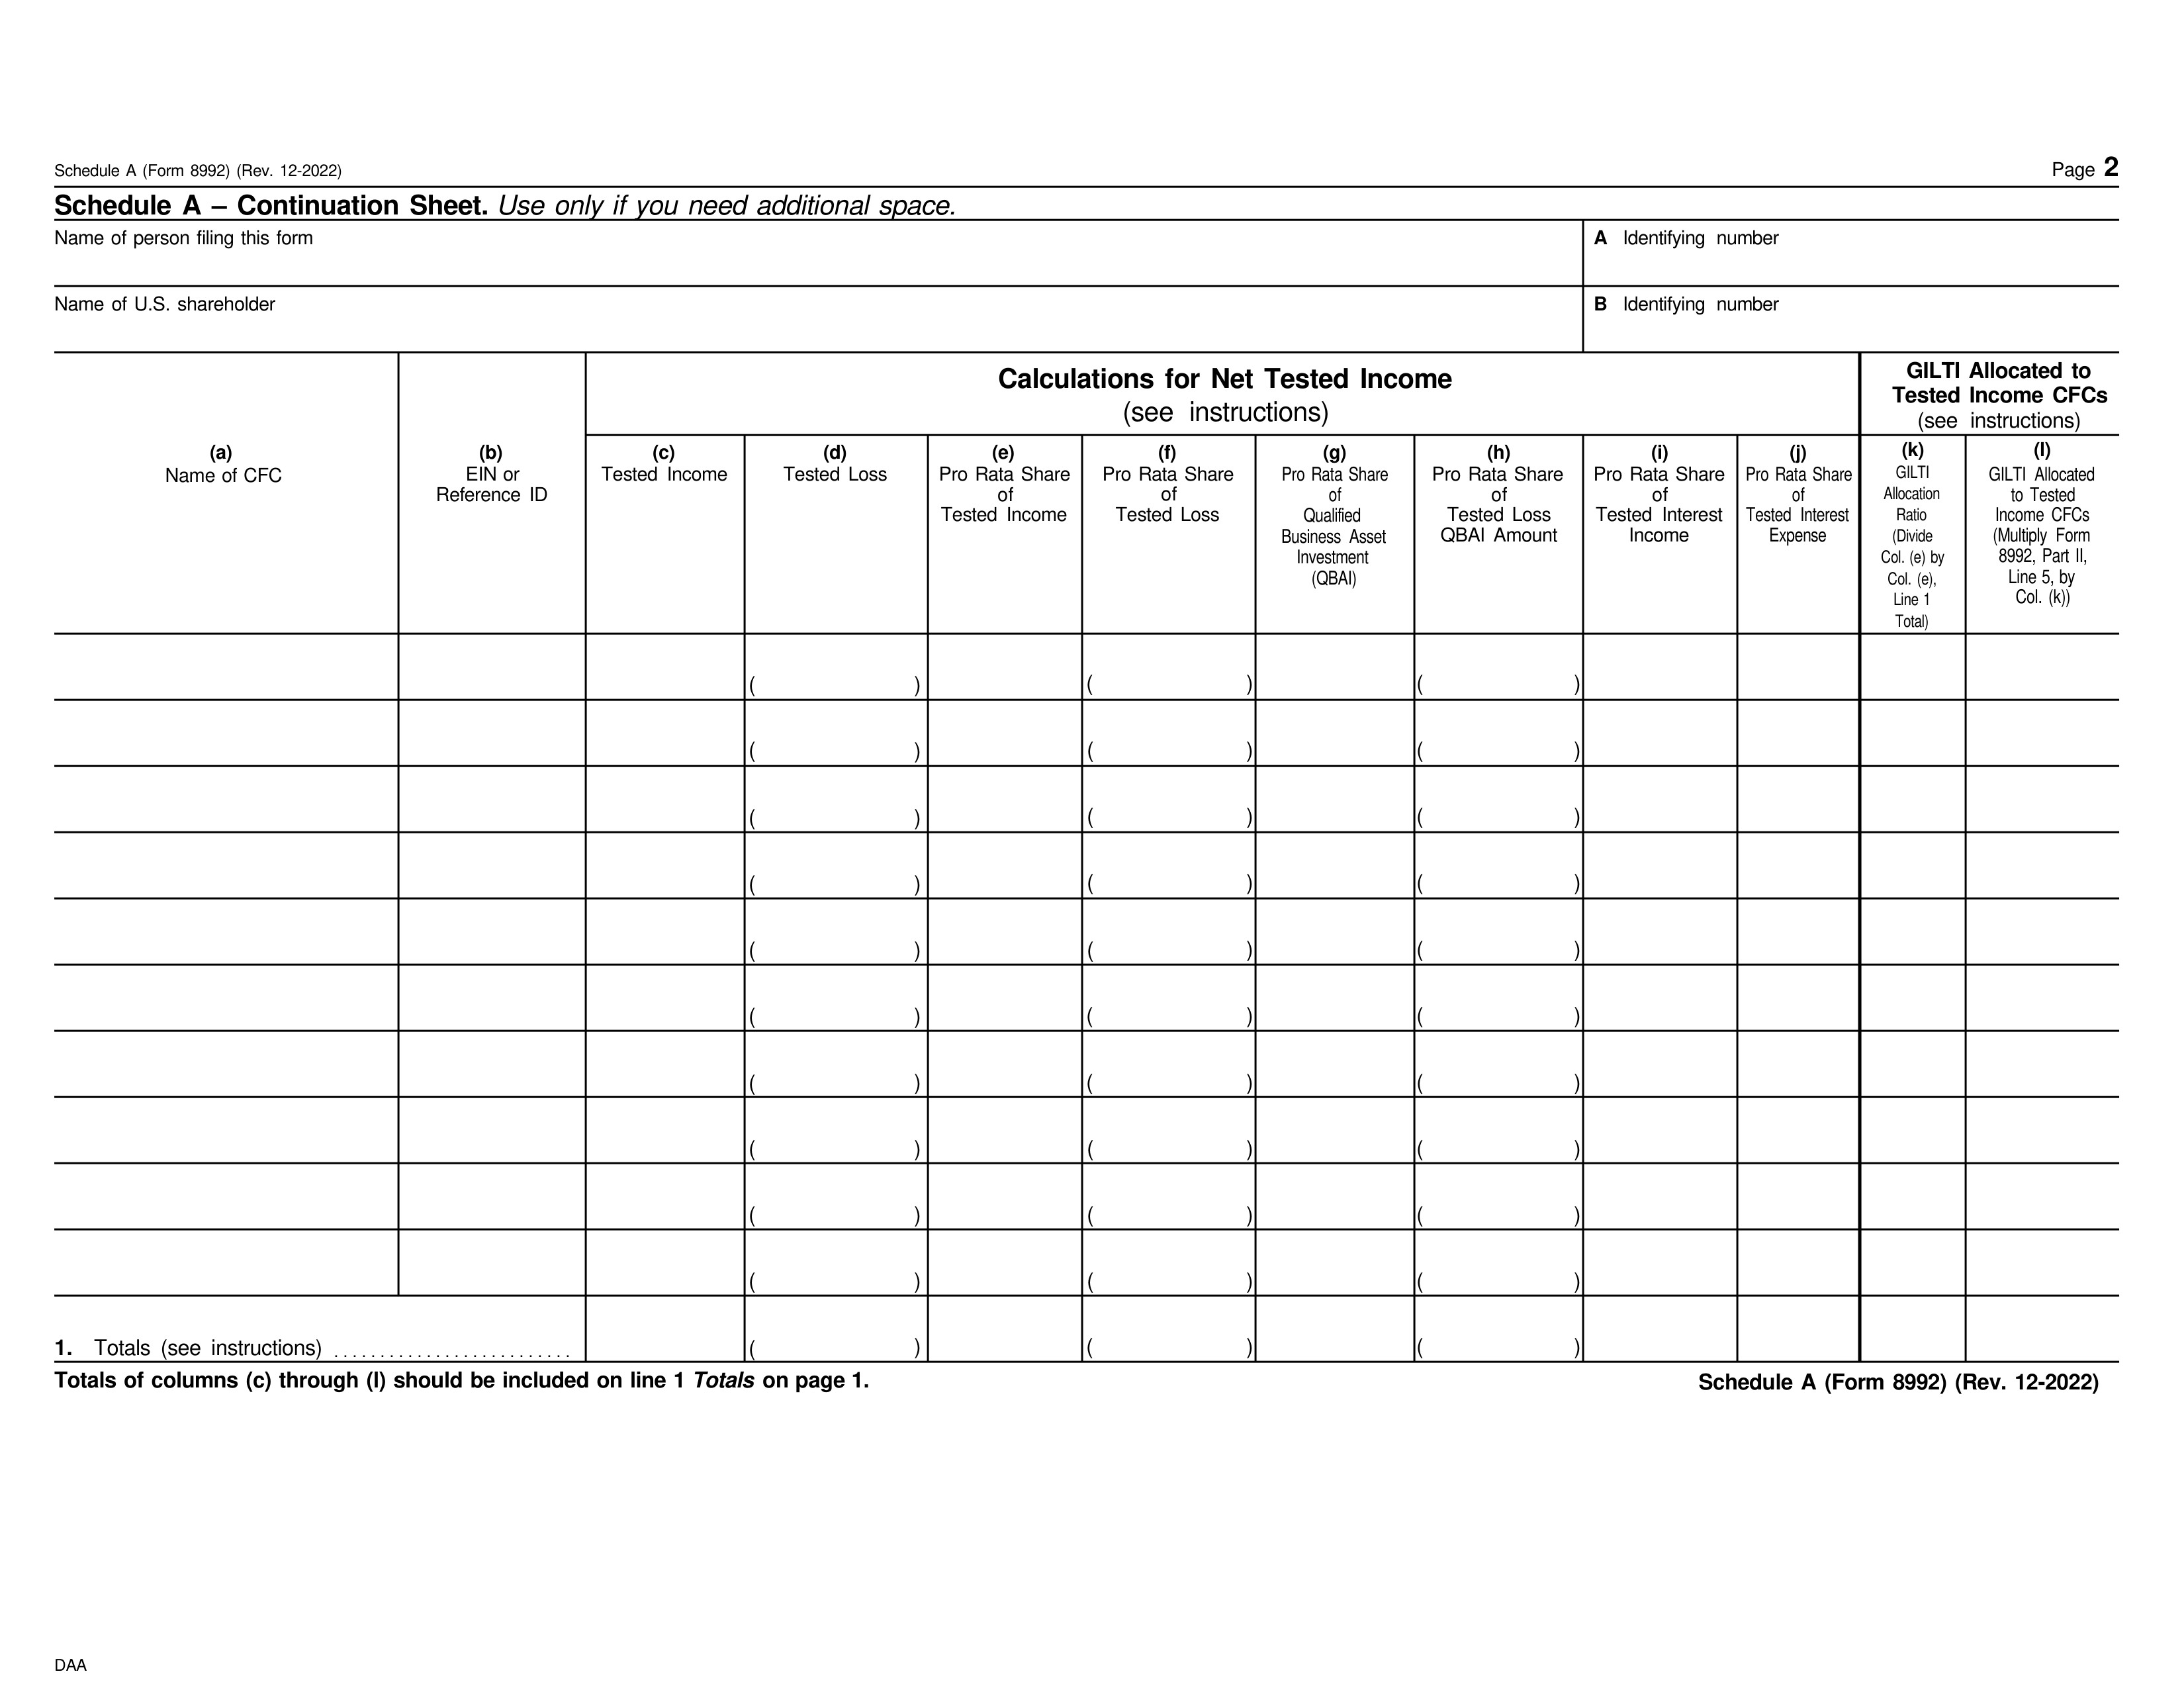 Schedule A (Form 8992) (Rev. 12-2022) Page 2
Schedule A – Continuation Sheet. Use only if you need additional space.
Name of person filing this form
A Identifying number
Name of U.S. shareholder
B Identifying number
Calculations for Net Tested Income
(see instructions)
GILTI Allocated to
Tested Income CFCs
(see instructions)
(a)
Name of CFC
(b)
EIN or
Reference ID
(c)
Tested Income
(d)
Tested Loss
(e)
Pro Rata Share
of
Tested Income
(f)
Pro Rata Share
of
Tested Loss
(g)
Pro Rata Share
of
Qualified
Business Asset
Investment
(QBAI)
(h)
Pro Rata Share
of
Tested Loss
QBAI Amount
(i)
Pro Rata Share
of
Tested Interest
Income
(j)
Pro Rata Share
of
Tested Interest
Expense
(k)
GILTI
Allocation
Ratio
(Divide
Col. (e) by
Col. (e),
Line 1
Total)
(l)
GILTI Allocated
to Tested
Income CFCs
(Multiply Form
8992, Part II,
Line 5, by
Col. (k))
( ) ( ) ( )
( ) ( ) ( )
( ) ( ) ( )
( ) ( ) ( )
( ) ( ) ( )
( ) ( ) ( )
( ) ( ) ( )
( ) ( ) ( )
( ) ( ) ( )
( ) ( ) ( )
1. Totals (see instructions) .......................... ( ) ( ) ( )
Totals of columns (c) through (l) should be included on line 1 Totals on page 1.
Schedule A (Form 8992) (Rev. 12-2022)
DAA